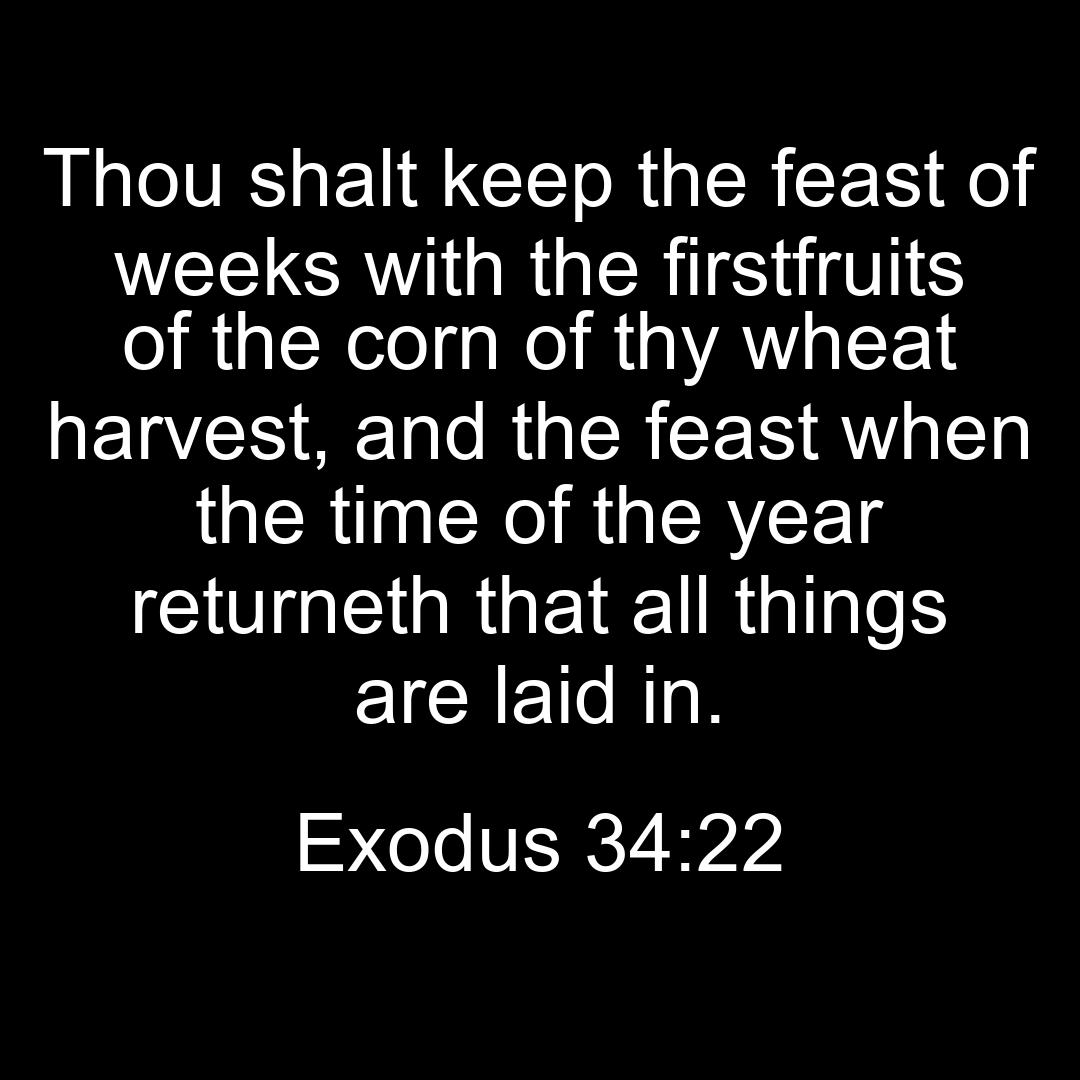 Thou shalt keep the feast of
weeks with the firstfruits
of the corn of thy wheat
harvest, and the feast when
the time of the year
returneth that all things
are laid in.
Exodus 34:22